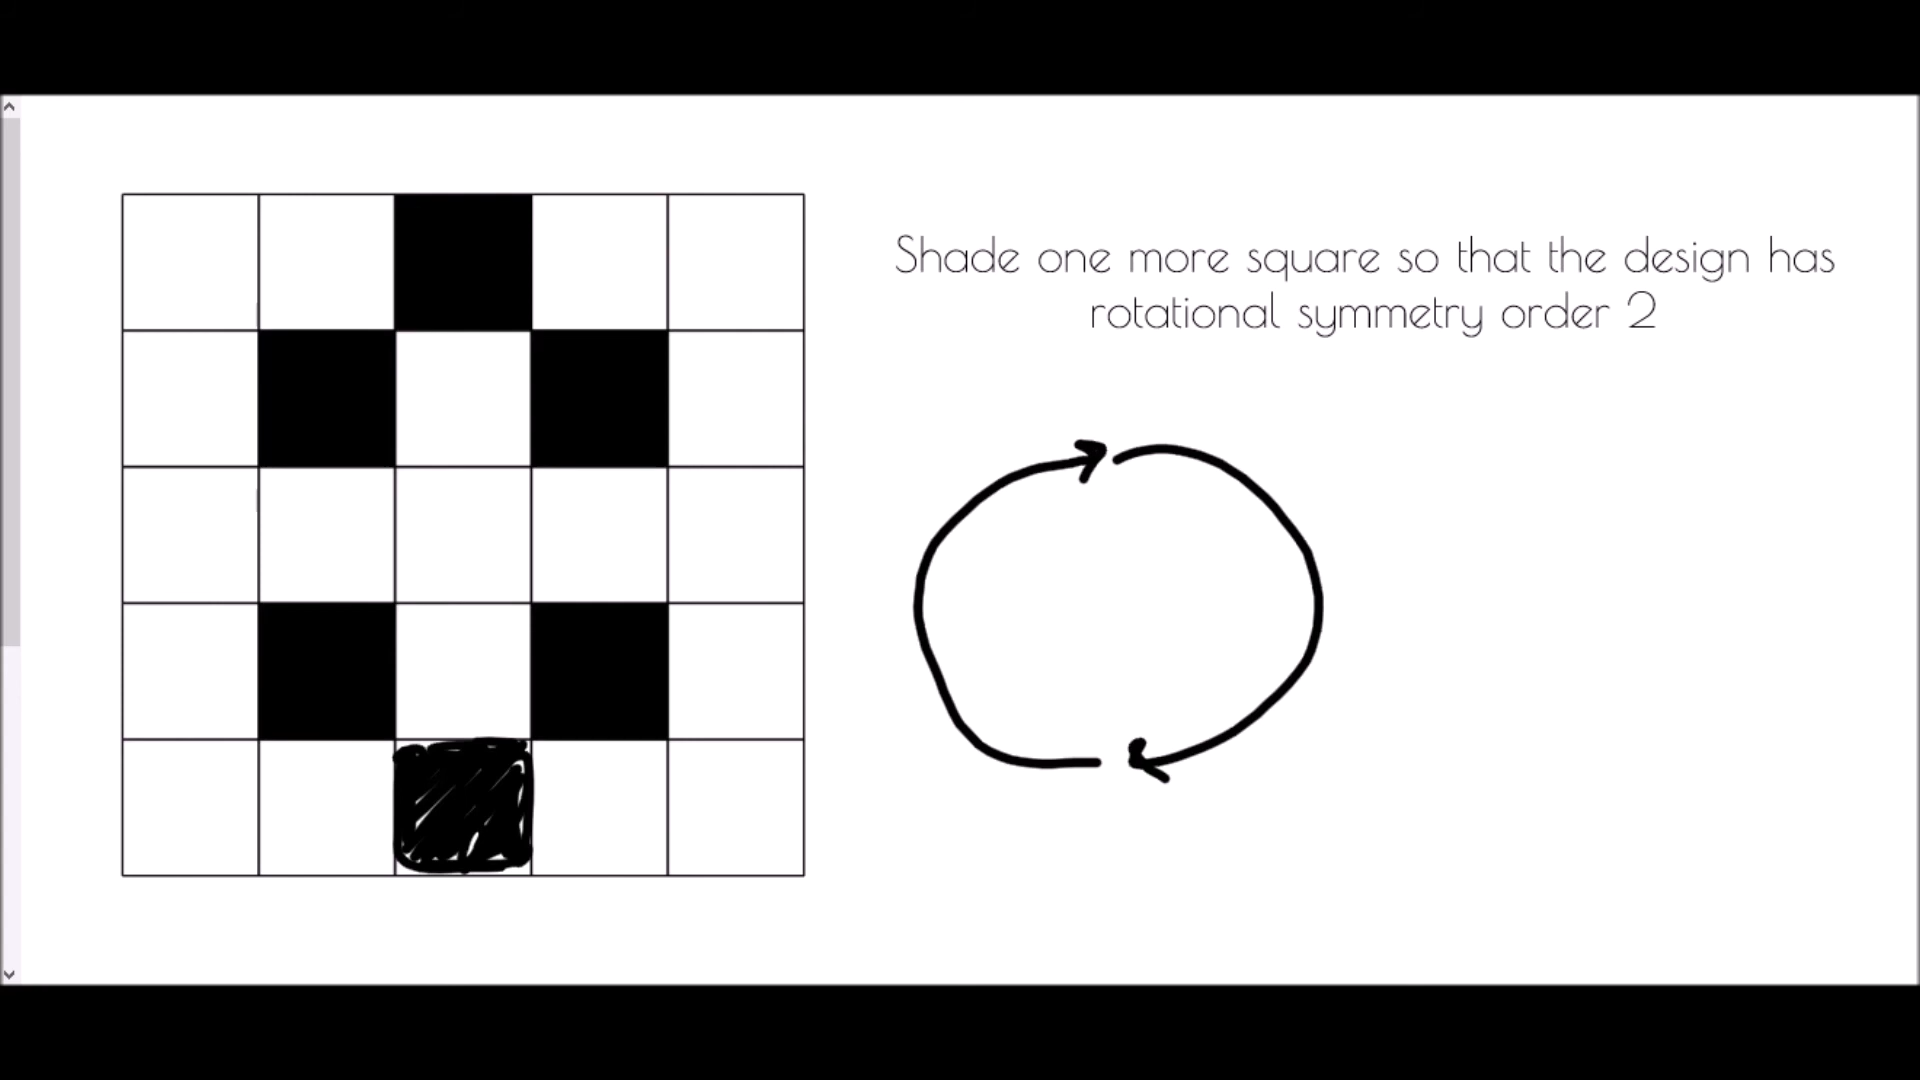 Shade one more square so that the design has
rotational symmetry order 2